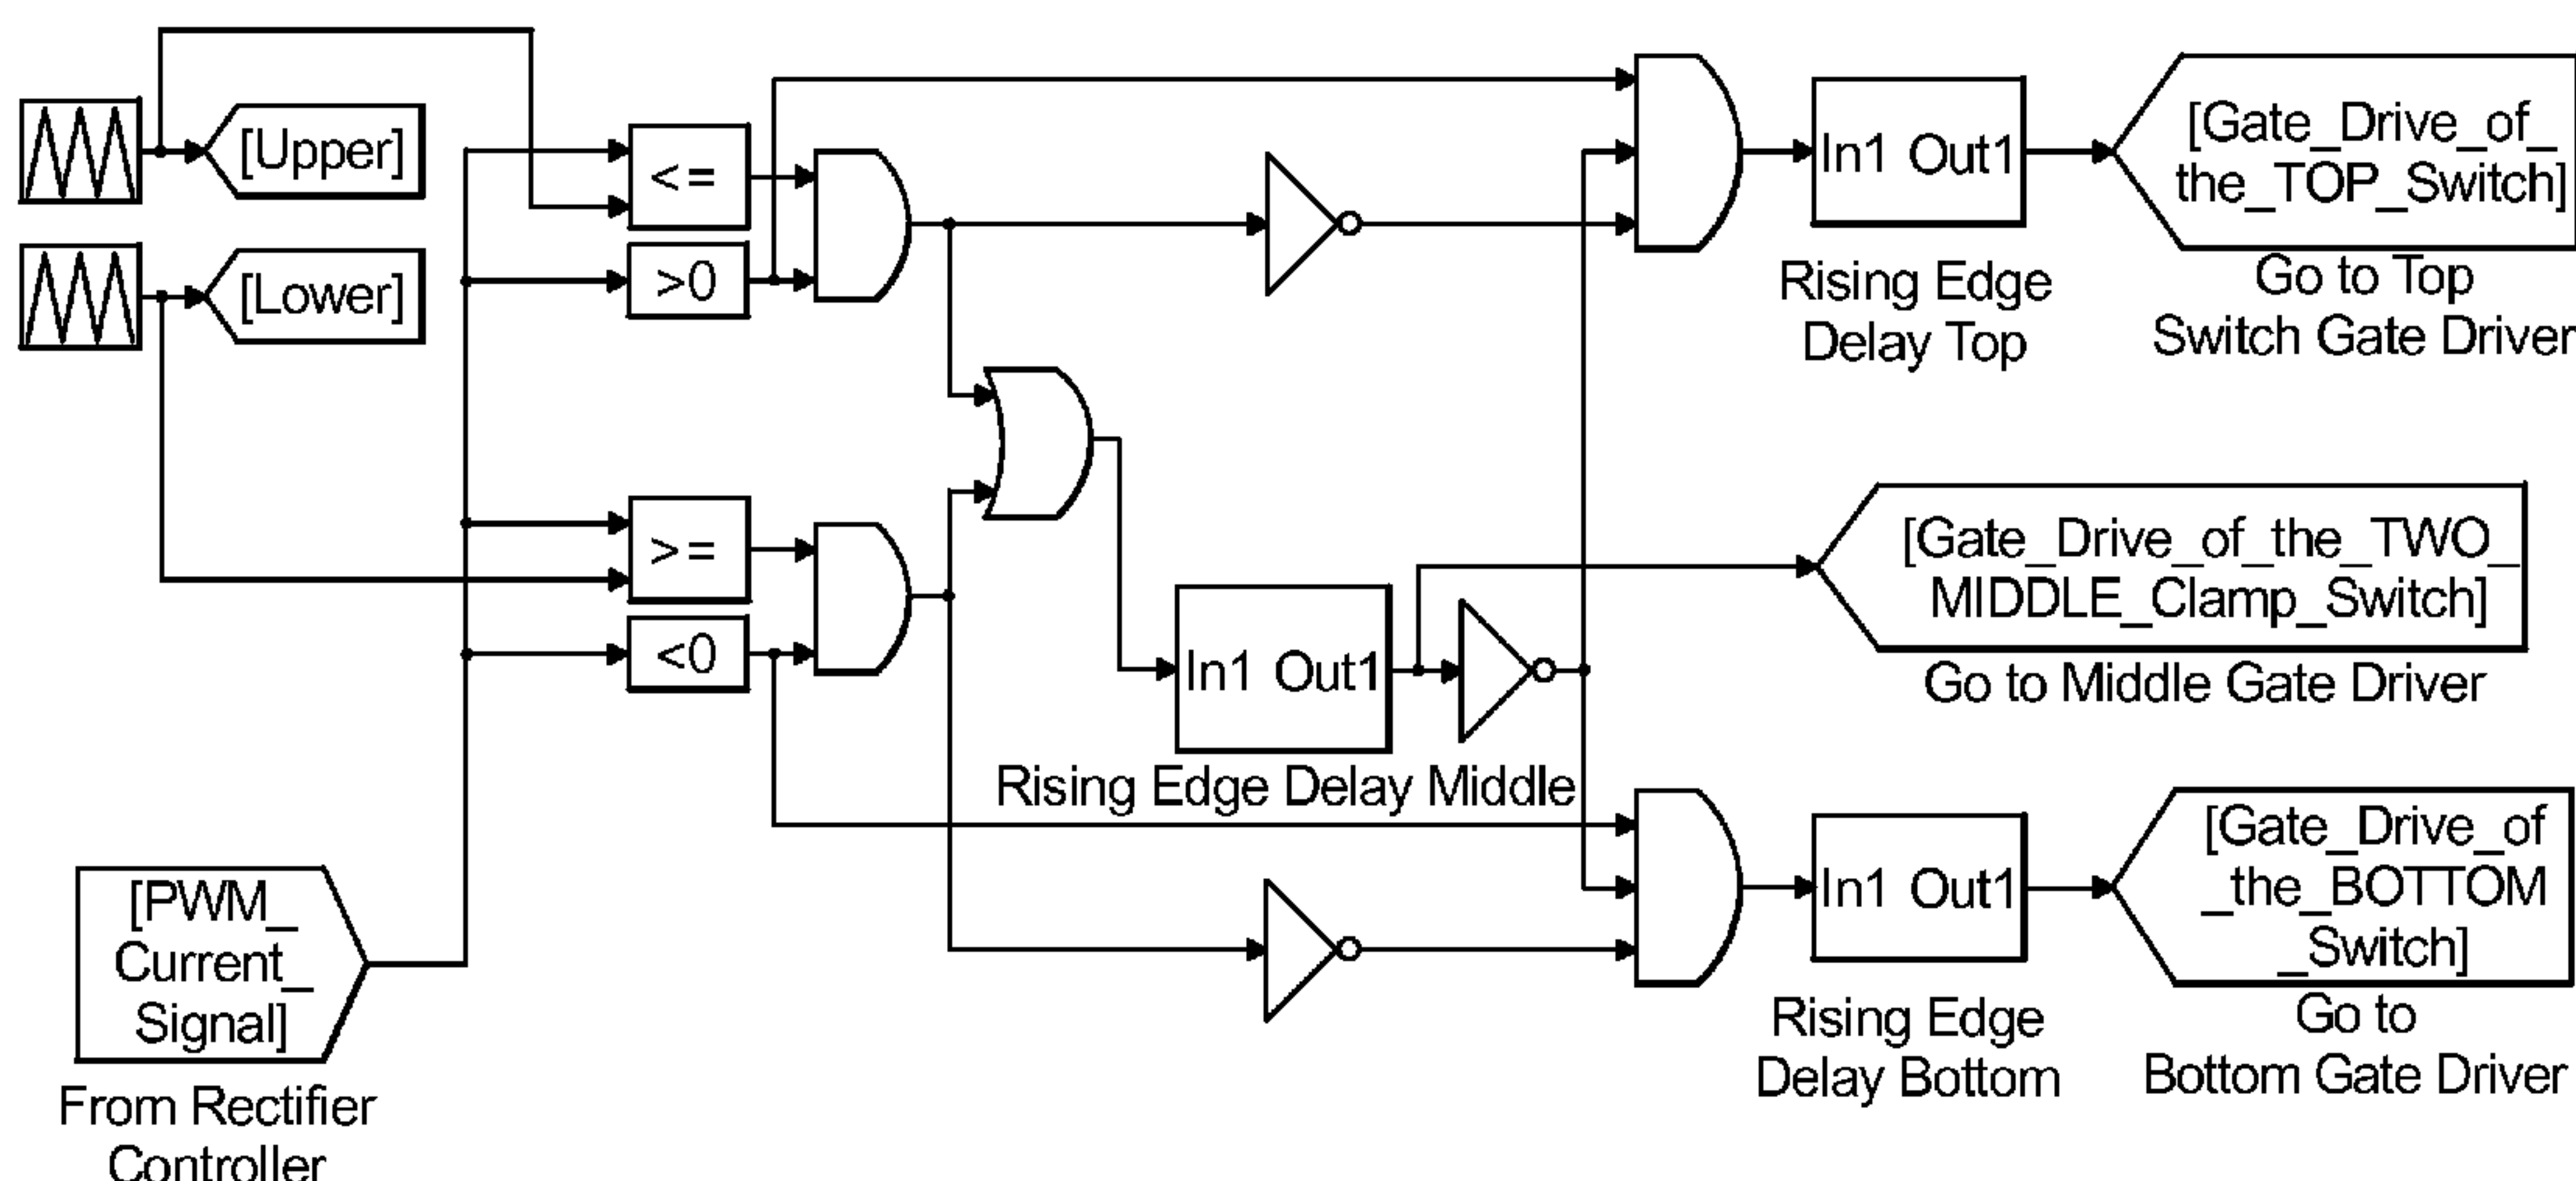 [Upper]
[Lower]
<=
>0
>=
<0
[PWM_
Current_
Signal]
From Rectifier
Controller
In1 Out1
Rising Edge Delay Middle
In1 Out1
Rising Edge
Delay Top
[Gate_Drive_of_
the_TOP_Switch]
Go to Top
Switch Gate Driver
[Gate_Drive_of_the_TWO_
MIDDLE_Clamp_Switch]
Go to Middle Gate Driver
In1 Out1
Rising Edge
Delay Bottom
[Gate_Drive_of
_the_BOTTOM
_Switch]
Go to
Bottom Gate Driver